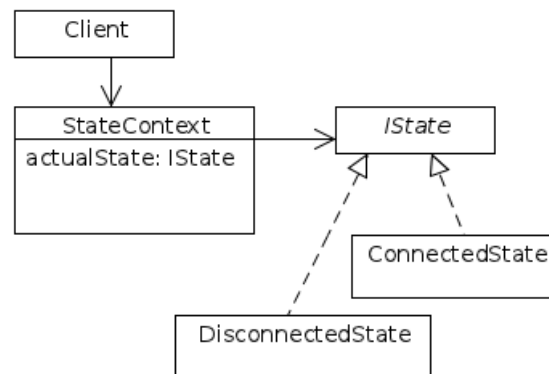 Client
StateContext
IState
actualState: IState
ConnectedState
DisconnectedState